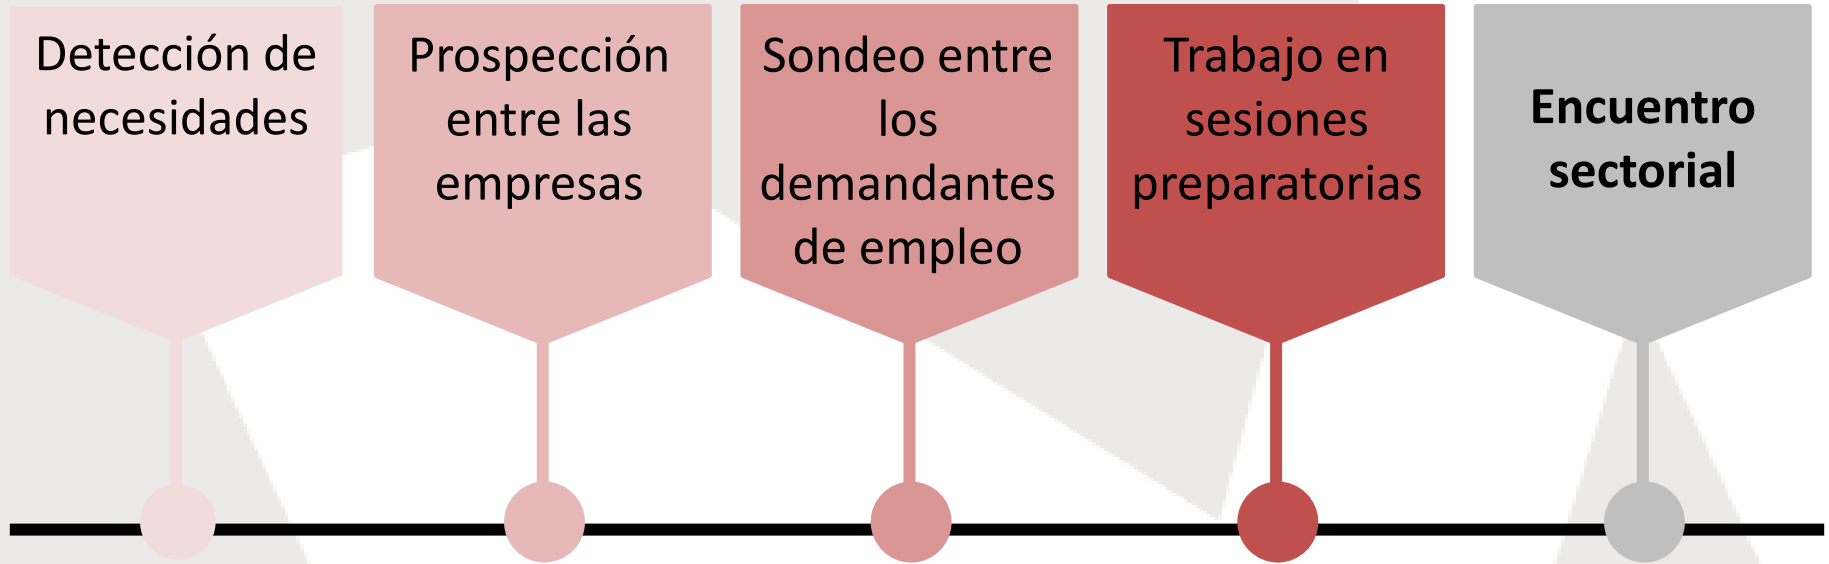 Detección de
necesidades
Prospección
entre las
empresas
Sondeo entre
los
demandantes
de empleo
Trabajo en
sesiones
preparatorias
Encuentro
sectorial